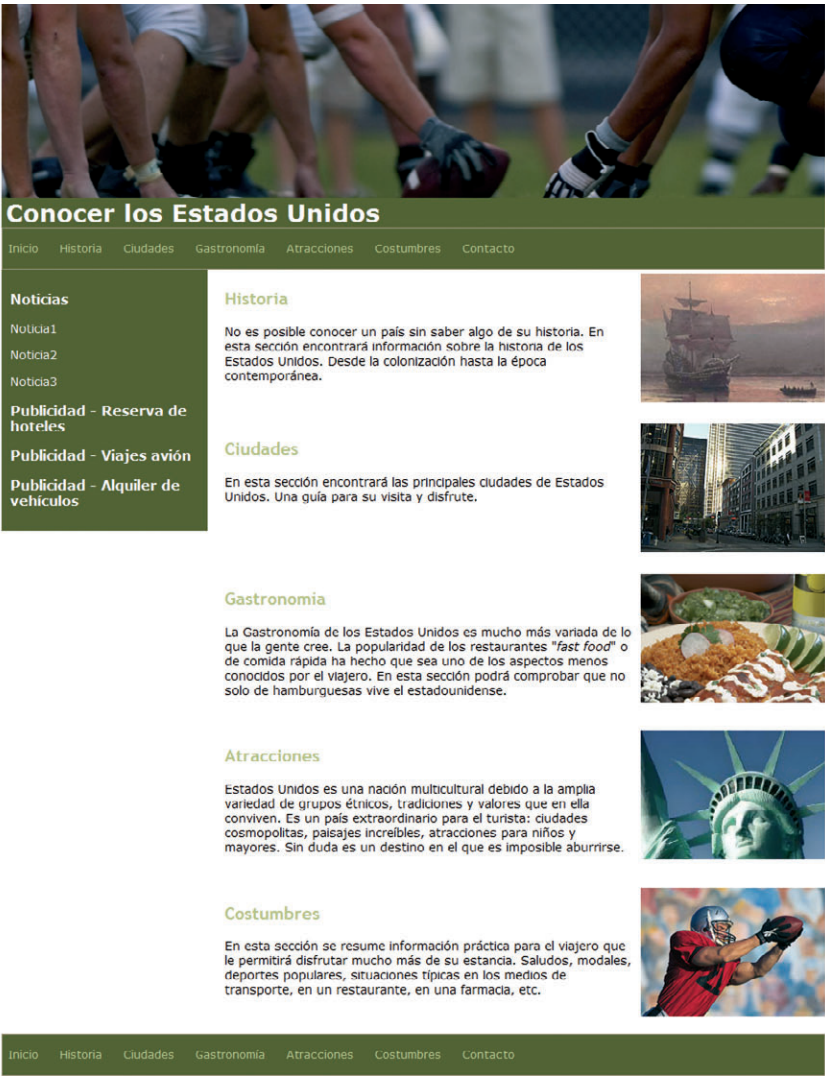 Conocer los Estados Unidos
Inicio Historia Ciudades Gastronomía Atracciones Costumbres Contacto
Noticias
Noticia1
Noticia2
Noticia3
Publicidad - Reserva de
hoteles
Publicidad - Viajes avión
Publicidad - Alquiler de
vehículos
Historia
No es posible conocer un país sin saber algo de su historia. En
esta sección encontrará información sobre la historia de los
Estados Unidos. Desde la colonización hasta la época
contemporánea.
Ciudades
En esta sección encontrará las principales ciudades de Estados
Unidos. Una guía para su visita y disfrute.
Gastronomía
La Gastronomía de los Estados Unidos es mucho más variada de lo
que la gente cree. La popularidad de los restaurantes "fast food" o
de comida rápida ha hecho que sea uno de los aspectos menos
conocidos por el viajero. En esta sección podrá comprobar que no
solo de hamburguesas vive el estadounidense.
Atracciones
Estados Unidos es una nación multicultural debido a la amplia
variedad de grupos étnicos, tradiciones y valores que en ella
conviven. Es un país extraordinario para el turista: ciudades
cosmopolitas, paisajes increíbles, atracciones para niños y
mayores. Sin duda es un destino en el que es imposible aburrirse.
Costumbres
En esta sección se resume información práctica para el viajero que
le permitirá disfrutar mucho más de su estancia. Saludos, modales,
deportes populares, situaciones típicas en los medios de
transporte, en un restaurante, en una farmacia, etc.
Inicio Historia Ciudades Gastronomía Atracciones Costumbres Contacto